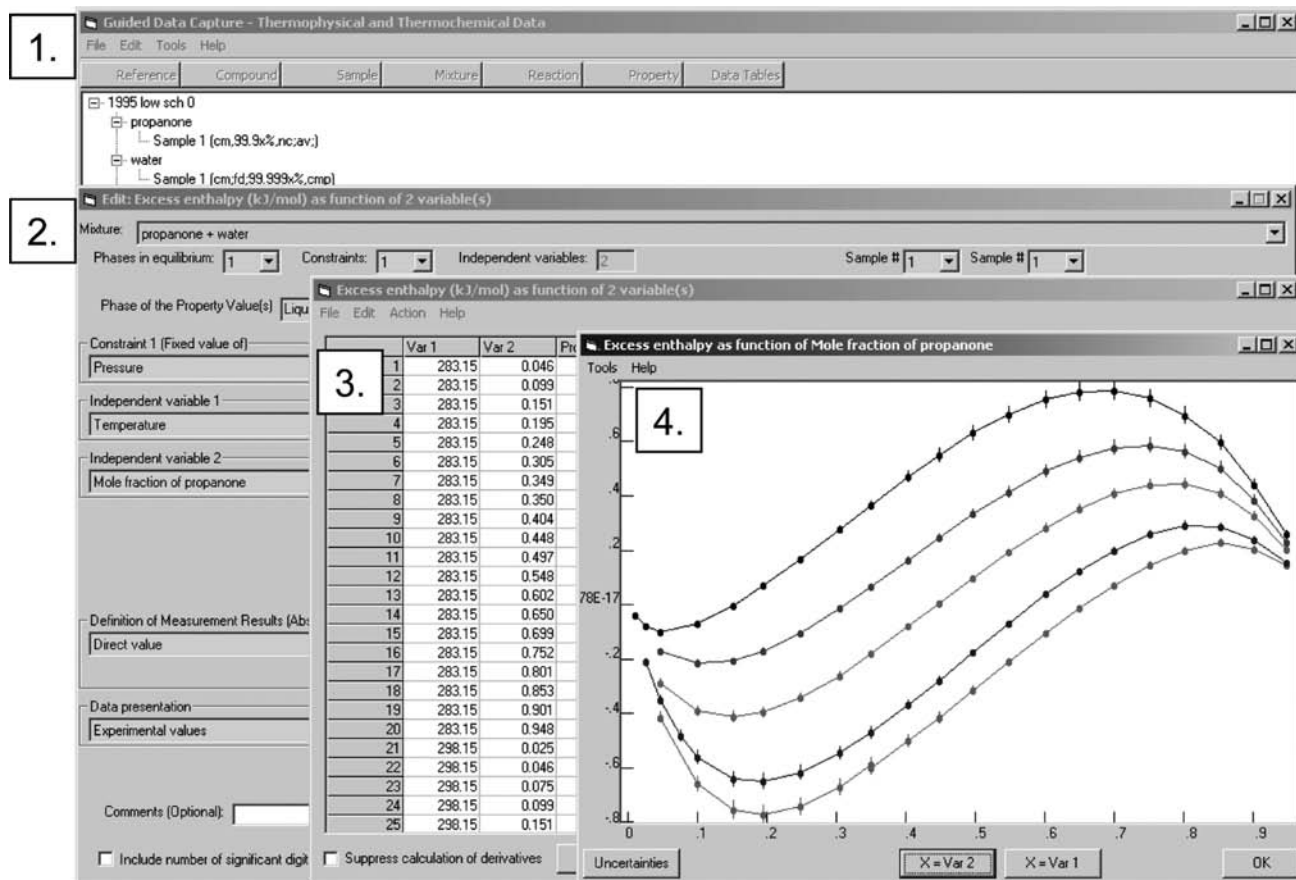 1.
Guided Data Capture - Thermophysical and Thermochemical Data
File Edit Tools Help
Reference Compound Sample Mixture Reaction Property Data Tables
1995 low sch 0
propanone
Sample 1 (cm,99.9x%,nc;av;)
water
Sample 1 (cm;fd;99.999x%,cmp)
2.
Edit: Excess enthalpy (kJ/mol) as function of 2 variable(s)
Mixture: propanone + water
Phases in equilibrium: 1 Constraints: 1 Independent variables: 2 Sample # 1 Sample # 1
Phase of the Property Value(s) Liqu
Constraint 1 (Fixed value of)
Pressure
Independent variable 1
Temperature
Independent variable 2
Mole fraction of propanone
Definition of Measurement Results (Abs
Direct value
Data presentation
Experimental values
Comments (Optional):
Include number of significant digit
3.
Excess enthalpy (kJ/mol) as function of 2 variable(s)
File Edit Action Help
Var 1 Var 2 Pro
1 283.15 0.046
2 283.15 0.099
3 283.15 0.151
4 283.15 0.195
5 283.15 0.248
6 283.15 0.305
7 283.15 0.349
8 283.15 0.350
9 283.15 0.404
10 283.15 0.448
11 283.15 0.497
12 283.15 0.548
13 283.15 0.602
14 283.15 0.650
15 283.15 0.699
16 283.15 0.752
17 283.15 0.801
18 283.15 0.853
19 283.15 0.901
20 283.15 0.948
21 298.15 0.025
22 298.15 0.046
23 298.15 0.075
24 298.15 0.099
25 298.15 0.151
Suppress calculation of derivatives
4.
Excess enthalpy as function of Mole fraction of propanone
Tools Help
.6
.4
.2
78E-17
-.2
-.4
-.6
-.8
0 .1 .2 .3 .4 .5 .6 .7 .8 .9
Uncertainties X = Var 2 X = Var 1 OK